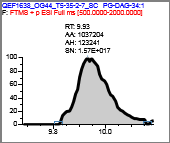 QEF1638_OG44_T5-35-2-7_SC PG-DAG-34:1
F: FTMS + p ESI Full ms [500.0000-2000.0000]
RT: 9.93
AA: 1037204
AH: 123241
SN: 1.57E+017
100
80
60
40
20
0
9.8
10.0